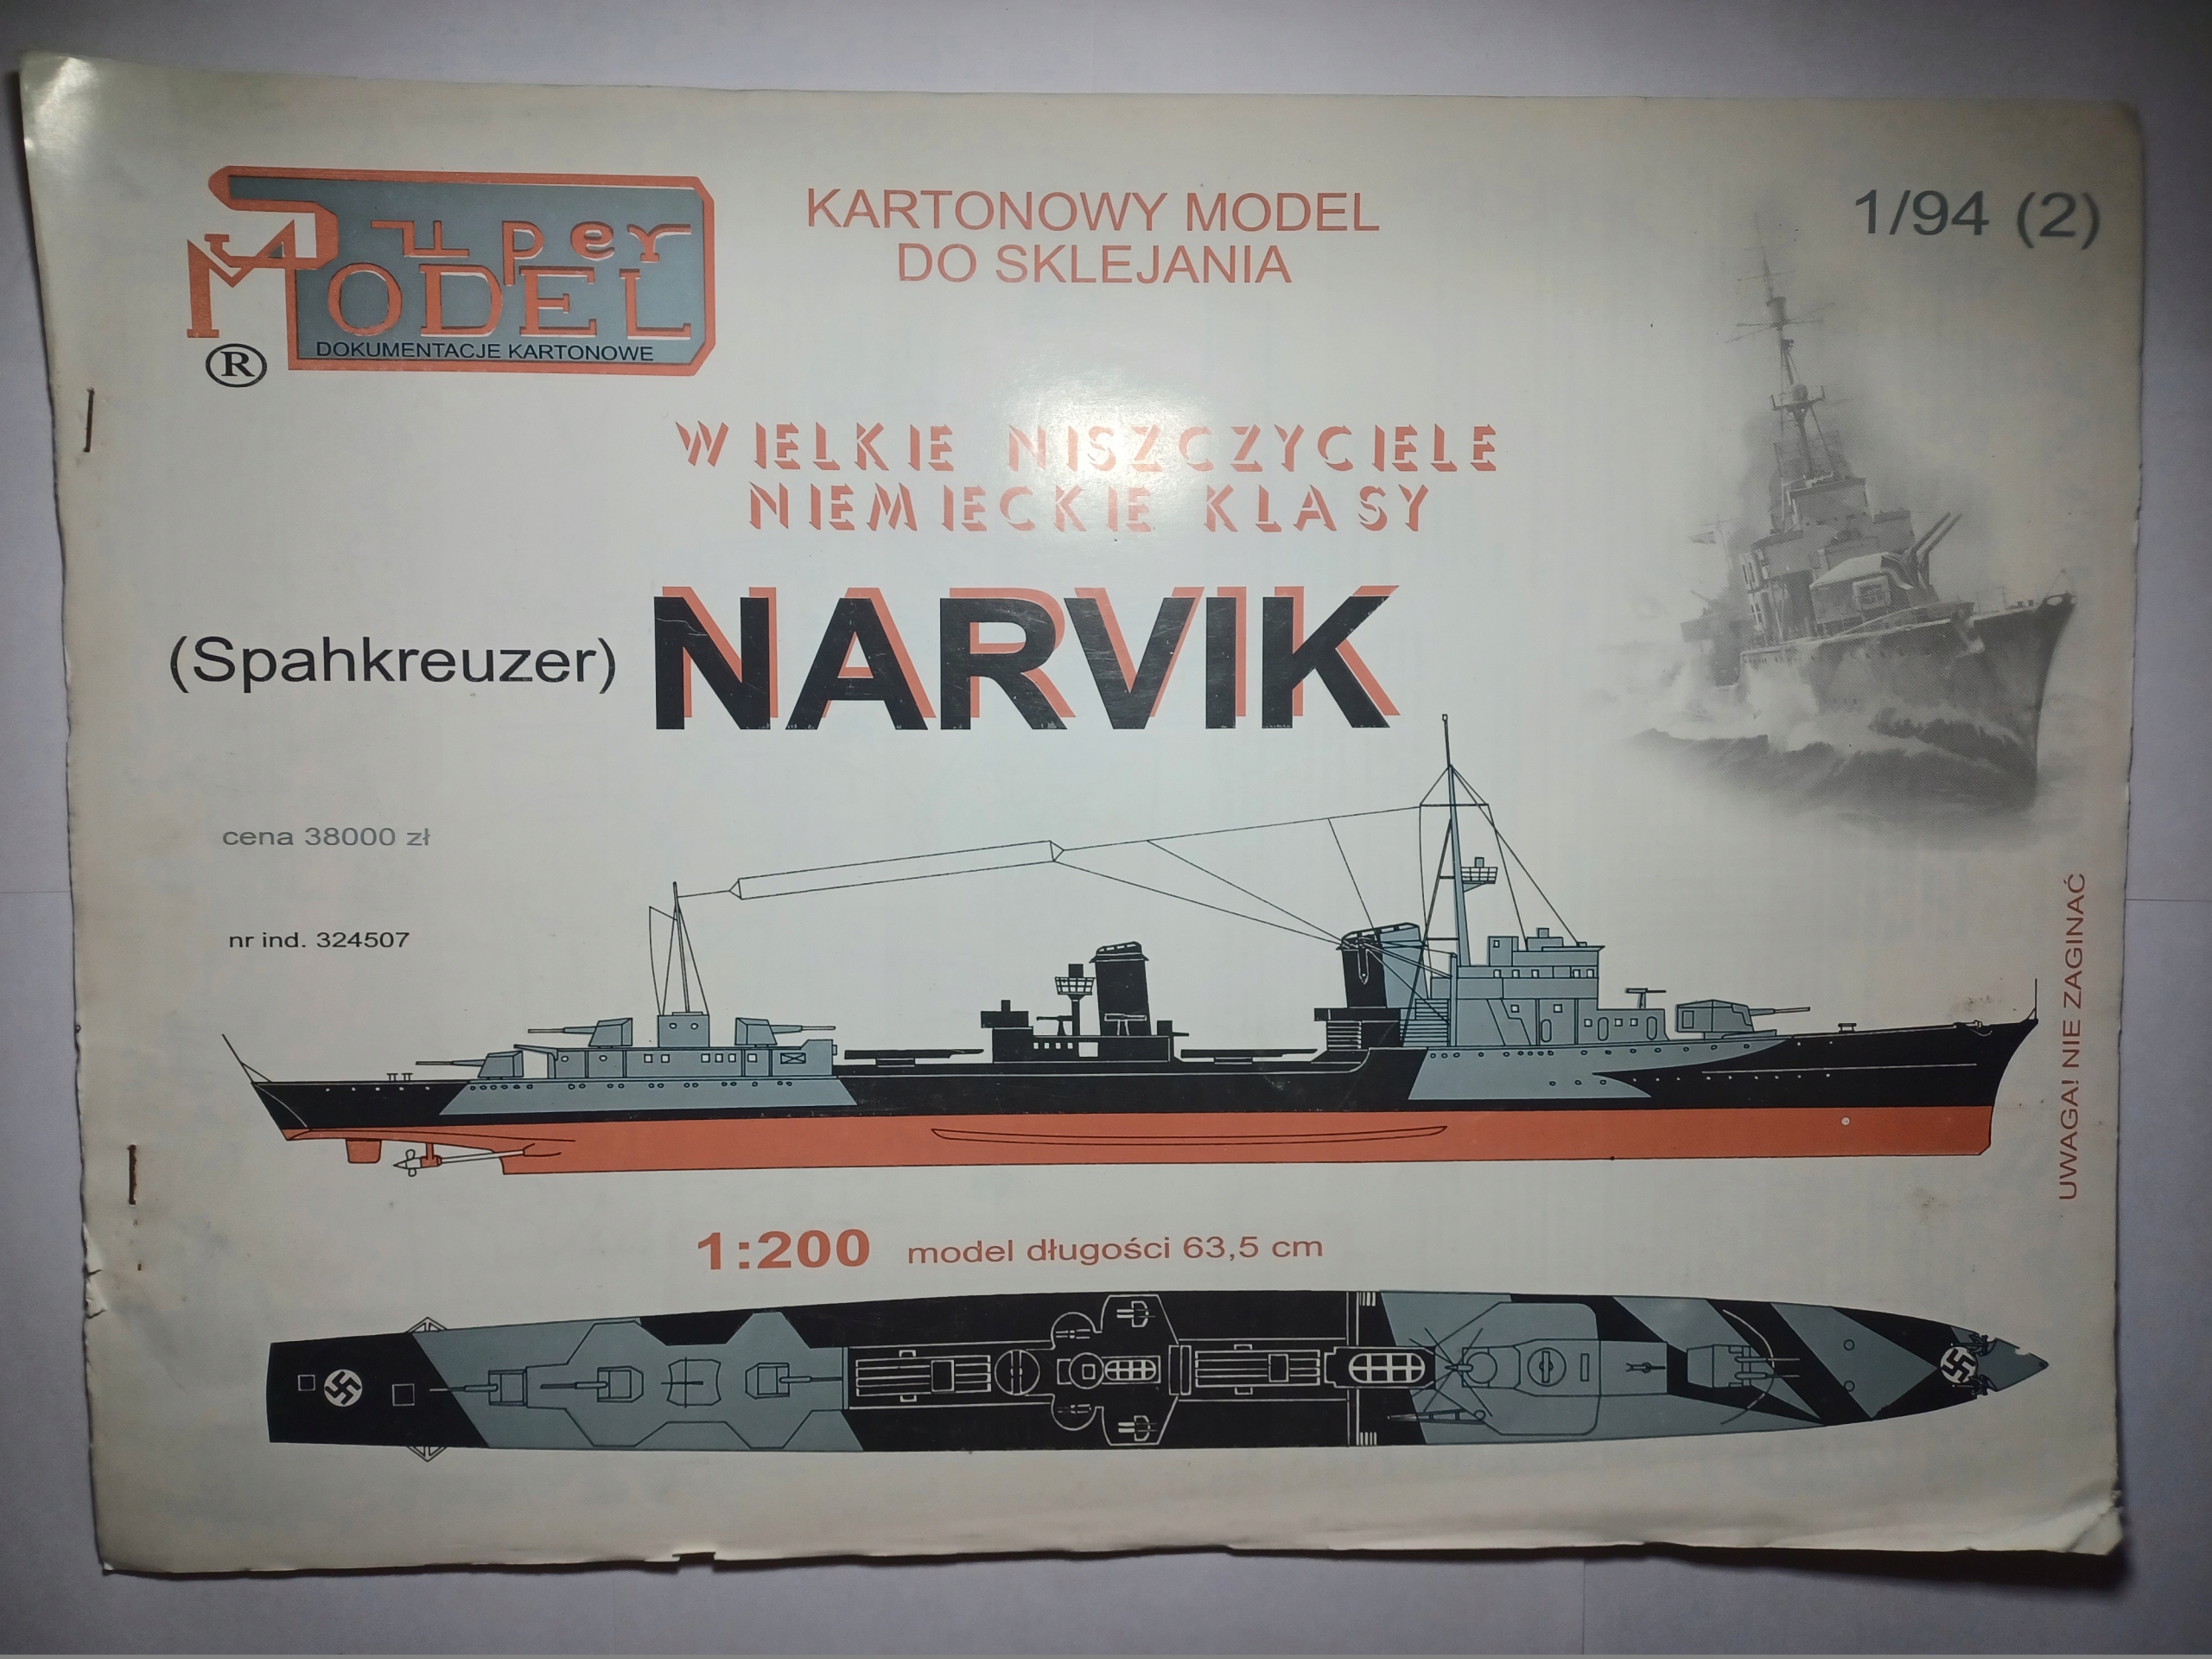 Super
MODEL
DOKUMENTACJE KARTONOWE
®
KARTONOWY MODEL
DO SKLEJANIA
1/94 (2)
WIELKIE NISZCZYCIELE
NIEMIECKIE KLASY
(Spahkreuzer) NARVIK
cena 38000 zł
nr ind. 324507
UWAGA! NIE ZAGINAĆ
1:200 model długości 63,5 cm